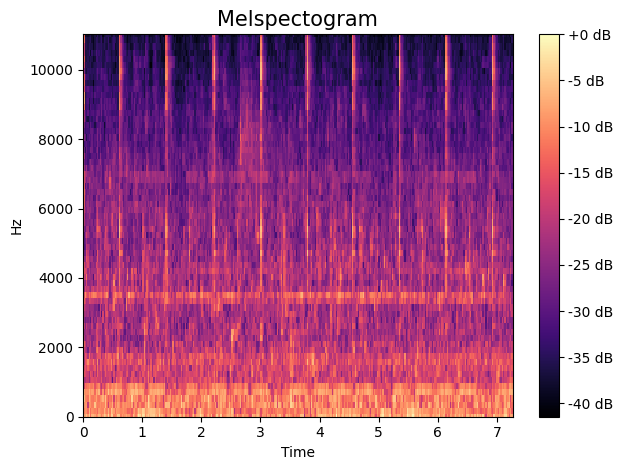 Melspectogram
Hz
10000
8000
6000
4000
2000
0
0 1 2 3 4 5 6 7
Time
+0 dB
-5 dB
-10 dB
-15 dB
-20 dB
-25 dB
-30 dB
-35 dB
-40 dB